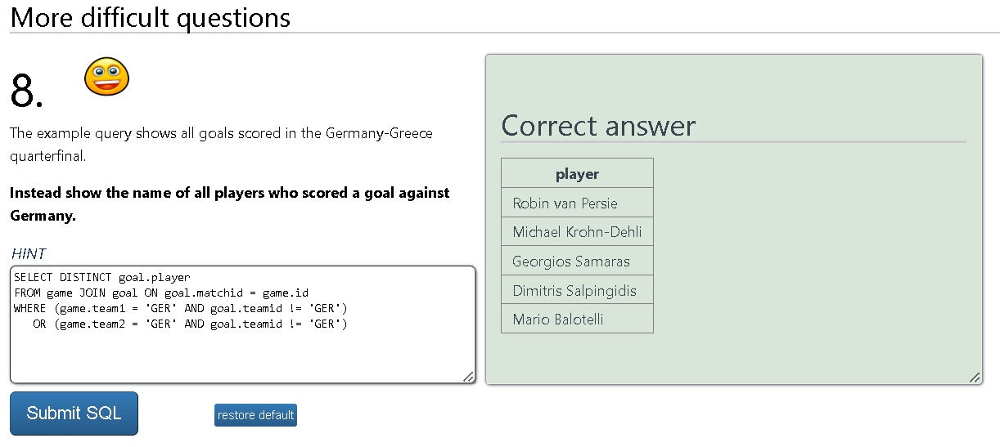 More difficult questions
8.
The example query shows all goals scored in the Germany-Greece
quarterfinal.
Instead show the name of all players who scored a goal against
Germany.
HINT
SELECT DISTINCT goal.player
FROM game JOIN goal ON goal.matchid = game.id
WHERE (game.team1 = 'GER' AND goal.teamid != 'GER')
   OR (game.team2 = 'GER' AND goal.teamid != 'GER')
Submit SQL
restore default
Correct answer
player
Robin van Persie
Michael Krohn-Dehli
Georgios Samaras
Dimitris Salpingidis
Mario Balotelli